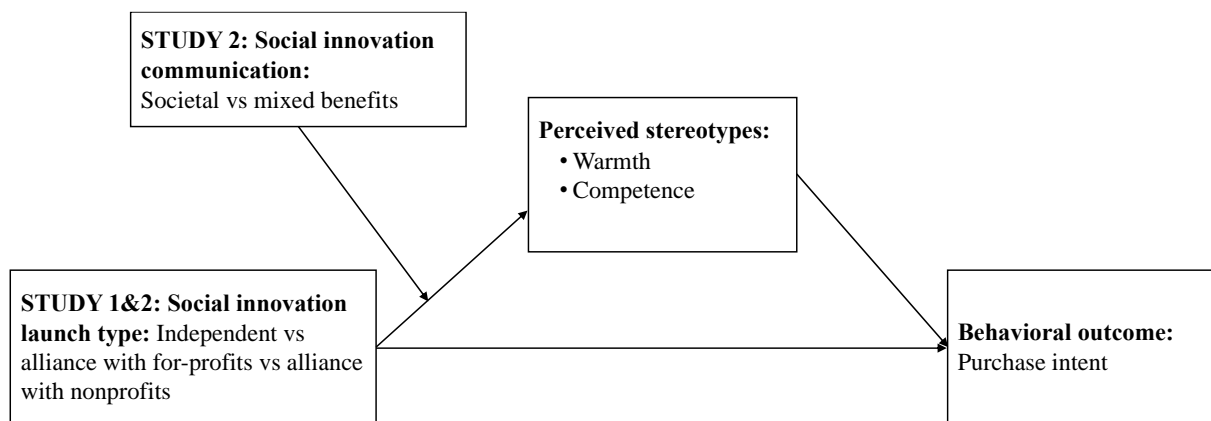 STUDY 2: Social innovation
communication:
Societal vs mixed benefits
Perceived stereotypes:
• Warmth
• Competence
STUDY 1&2: Social innovation
launch type: Independent vs
alliance with for-profits vs alliance
with nonprofits
Behavioral outcome:
Purchase intent